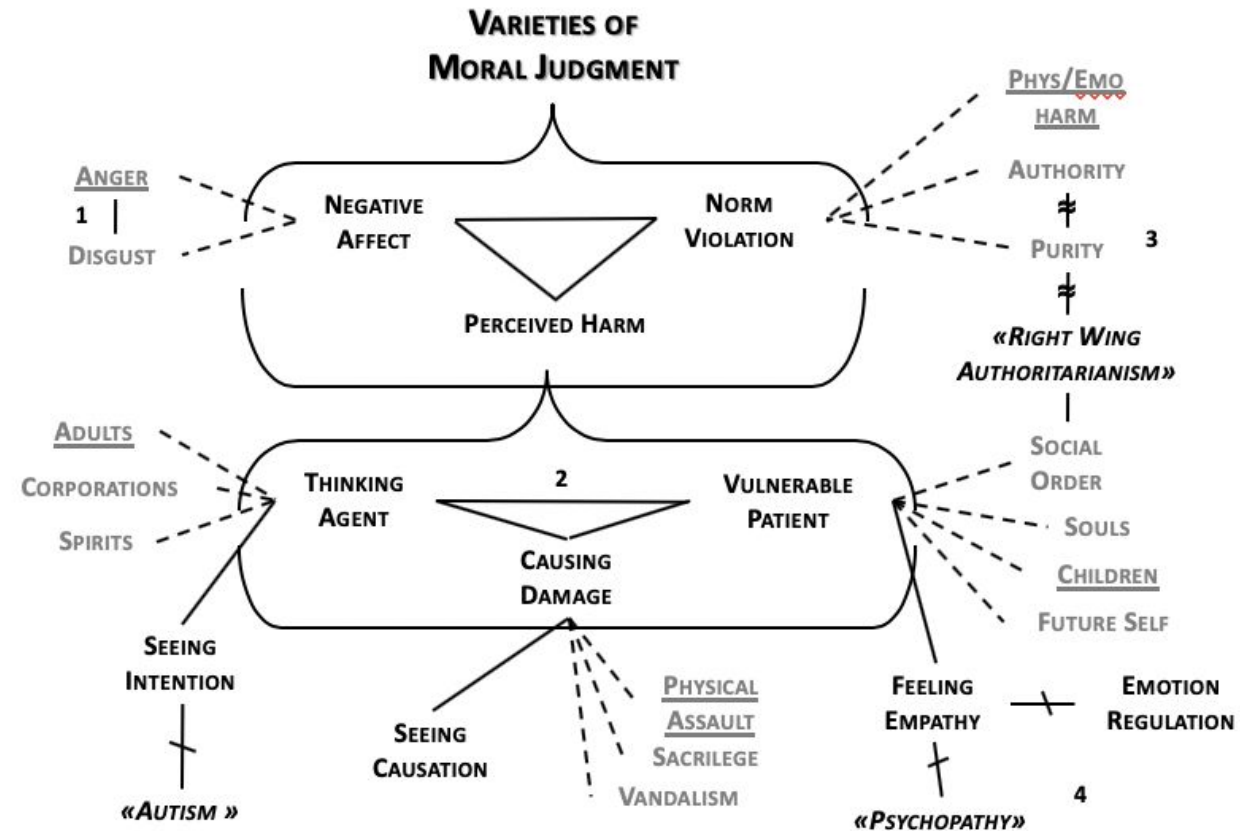 VARIETIES OF
MORAL JUDGMENT
PHYS/EMO
HARM
ANGER
1
DISGUST
NEGATIVE
AFFECT
NORM
VIOLATION
AUTHORITY
≈
PURITY
3
≈
PERCEIVED HARM
«RIGHT WING
AUTHORITARIANISM»
ADULTS
CORPORATIONS
SPIRITS
THINKING
AGENT
2
VULNERABLE
PATIENT
CAUSING
DAMAGE
SOCIAL
ORDER
SOULS
CHILDREN
FUTURE SELF
SEEING
INTENTION
SEEING
CAUSATION
PHYSICAL
ASSAULT
SACRILEGE
VANDALISM
FEELING
EMPATHY
EMOTION
REGULATION
«AUTISM »
«PSYCHOPATHY»
4